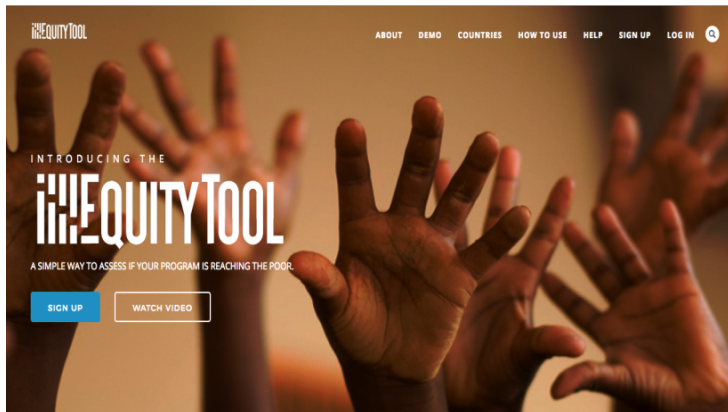 EQUITYTOOL
ABOUT DEMO COUNTRIES HOW TO USE HELP SIGN UP LOG IN
INTRODUCING THE
EQUITYTOOL
A SIMPLE WAY TO ASSESS IF YOUR PROGRAM IS REACHING THE POOR.
SIGN UP WATCH VIDEO